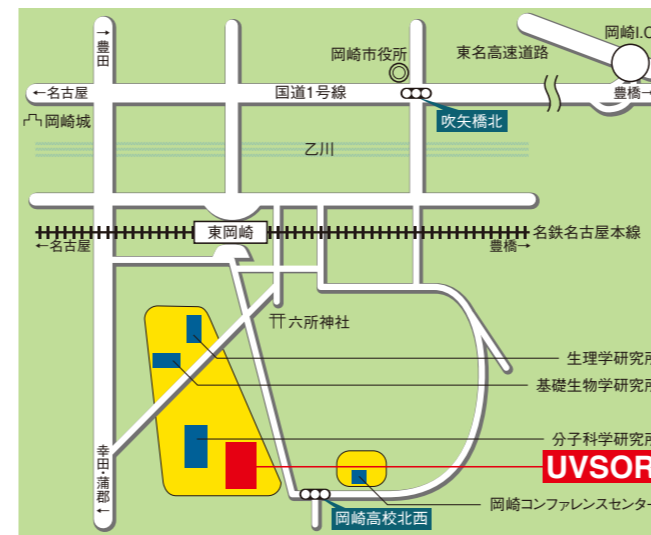 ↑豊田
岡崎市役所
東名高速道路
岡崎I.C
←名古屋
国道1号線
豊橋→
岡崎城
吹矢橋北
乙川
東岡崎
名鉄名古屋本線
←名古屋
豊橋→
六所神社
生理学研究所
基礎生物学研究所
分子科学研究所
幸田・蒲郡↓
UVSOR
岡崎コンファレンスセンター
岡崎高校北西